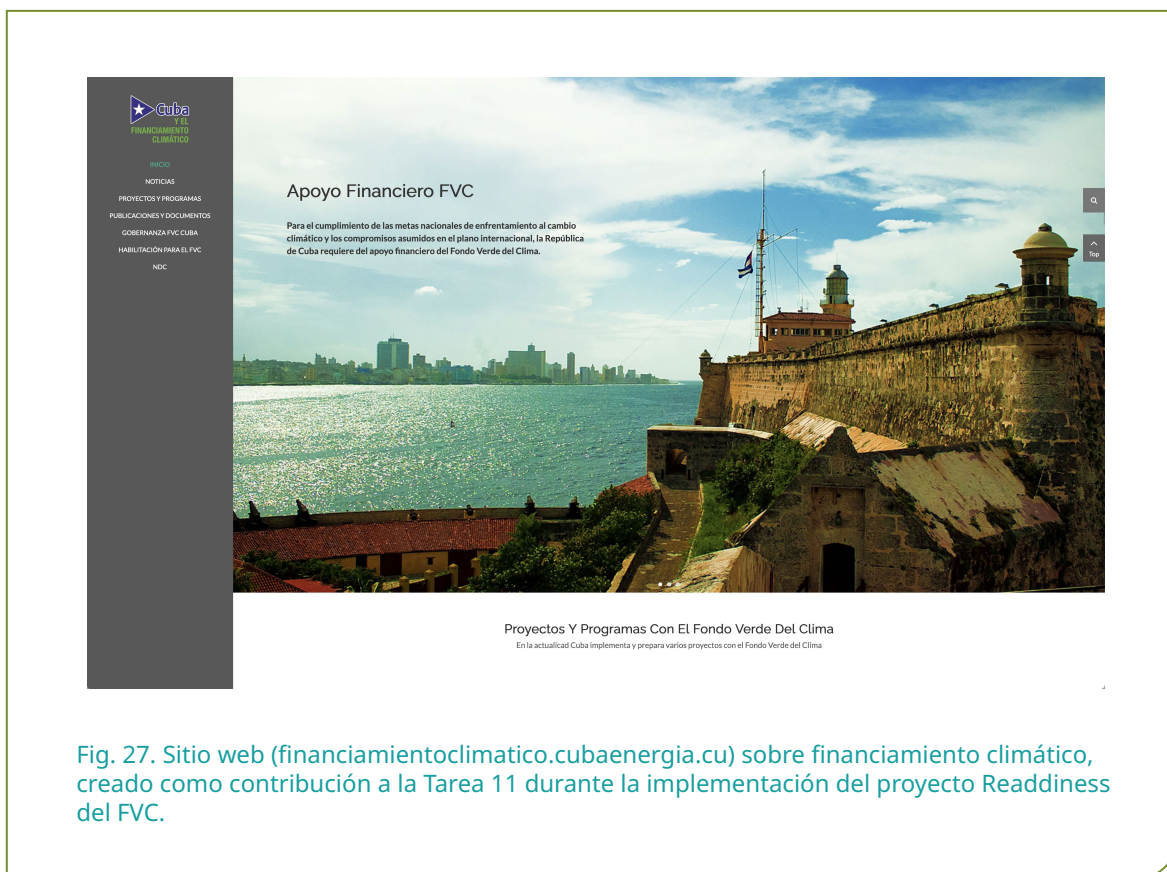 Cuba
Y EL
FINANCIAMIENTO
CLIMÁTICO
INICIO
NOTICIAS
PROYECTOS Y PROGRAMAS
PUBLICACIONES Y DOCUMENTOS
GOBERNANZA FVC CUBA
HABILITACIÓN PARA EL FVC
NDC
Apoyo Financiero FVC
Para el cumplimiento de las metas nacionales de enfrentamiento al cambio
climático y los compromisos asumidos en el plano internacional, la República
de Cuba requiere del apoyo financiero del Fondo Verde del Clima.
Top
Proyectos Y Programas Con El Fondo Verde Del Clima
En la actualicad Cuba implementa y prepara varios proyectos con el Fondo Verde del Clima
Fig. 27. Sitio web (financiamientoclimatico.cubaenergia.cu) sobre financiamiento climático,
creado como contribución a la Tarea 11 durante la implementación del proyecto Readdiness
del FVC.